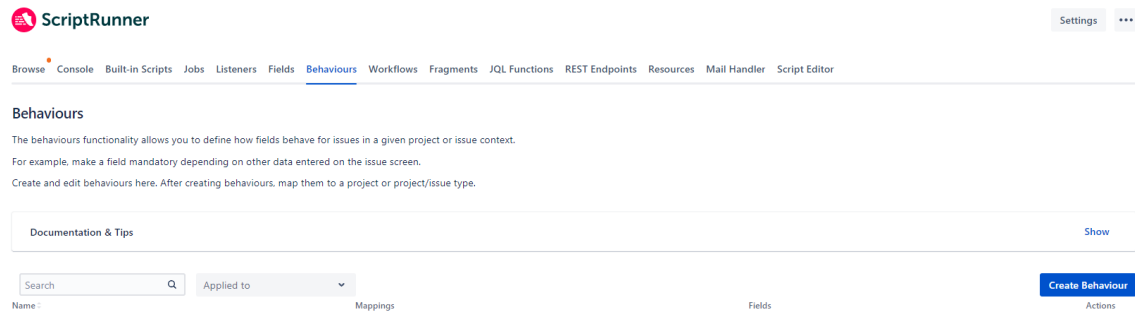 ScriptRunner
Settings
Browse Console Built-in Scripts Jobs Listeners Fields Behaviours Workflows Fragments JQL Functions REST Endpoints Resources Mail Handler Script Editor
Behaviours
The behaviours functionality allows you to define how fields behave for issues in a given project or issue context.
For example, make a field mandatory depending on other data entered on the issue screen.
Create and edit behaviours here. After creating behaviours, map them to a project or project/issue type.
Documentation & Tips Show
Search Applied to Create Behaviour
Name Mappings Fields Actions